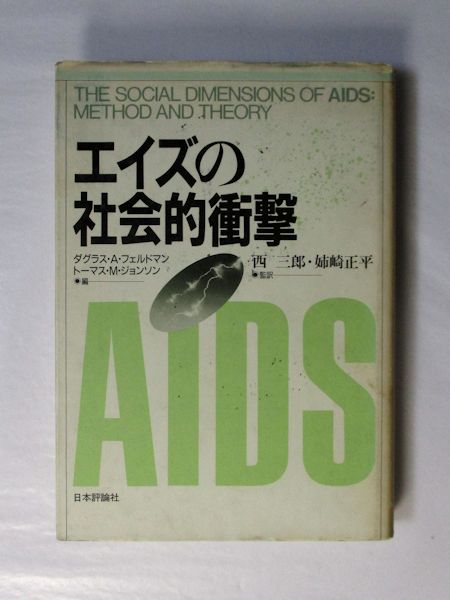 THE SOCIAL DIMENSIONS OF AIDS:
METHOD AND THEORY
エイズの
社会的衝撃
ダグラス・A・フェルドマン
トーマス・M・ジョンソン
●編
西 三郎・姉崎正平
●監訳
AIDS
日本評論社